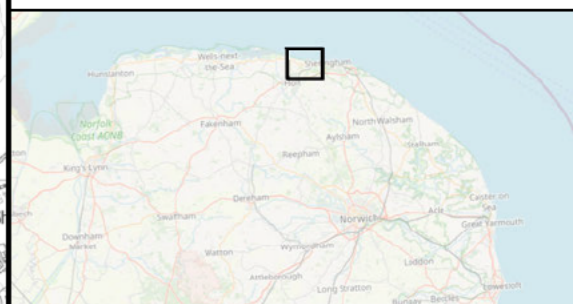 Wells-next
-the-Sea
Sheringham
Hunstanton
Holt
Norfolk
Coast AONB
Fakenham
North Walsham
Aylsham
Stalham
Reepham
King's Lynn
Dereham
Caister-on
Sea
Swaffham
Norwich
Acle
Great Yarmouth
Downham
Market
Watton
Wymondham
Loddon
Attleborough
Long Stratton
Bungay
Beccles
Lowestoft